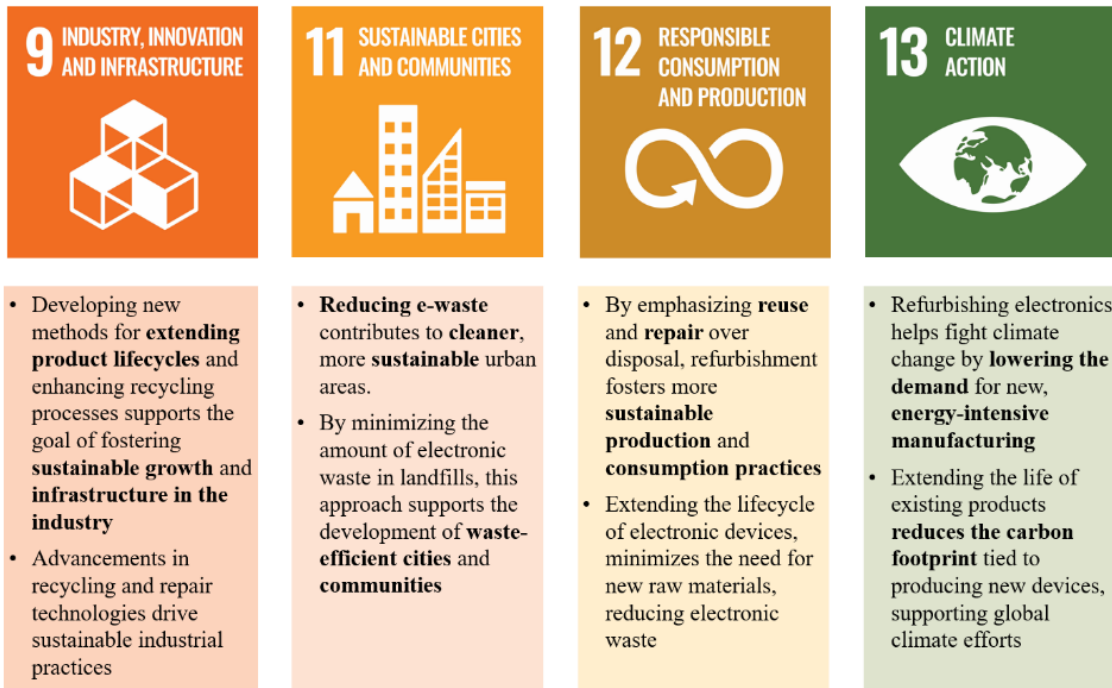 9 INDUSTRY, INNOVATION
AND INFRASTRUCTURE
• Developing new
methods for extending
product lifecycles and
enhancing recycling
processes supports the
goal of fostering
sustainable growth and
infrastructure in the
industry
• Advancements in
recycling and repair
technologies drive
sustainable industrial
practices
11 SUSTAINABLE CITIES
AND COMMUNITIES
• Reducing e-waste
contributes to cleaner,
more sustainable urban
areas.
• By minimizing the
amount of electronic
waste in landfills, this
approach supports the
development of waste-
efficient cities and
communities
12 RESPONSIBLE
CONSUMPTION
AND PRODUCTION
• By emphasizing reuse
and repair over
disposal, refurbishment
fosters more
sustainable
production and
consumption practices
• Extending the lifecycle
of electronic devices,
minimizes the need for
new raw materials,
reducing electronic
waste
13 CLIMATE
ACTION
• Refurbishing electronics
helps fight climate
change by lowering the
demand for new,
energy-intensive
manufacturing
• Extending the life of
existing products
reduces the carbon
footprint tied to
producing new devices,
supporting global
climate efforts